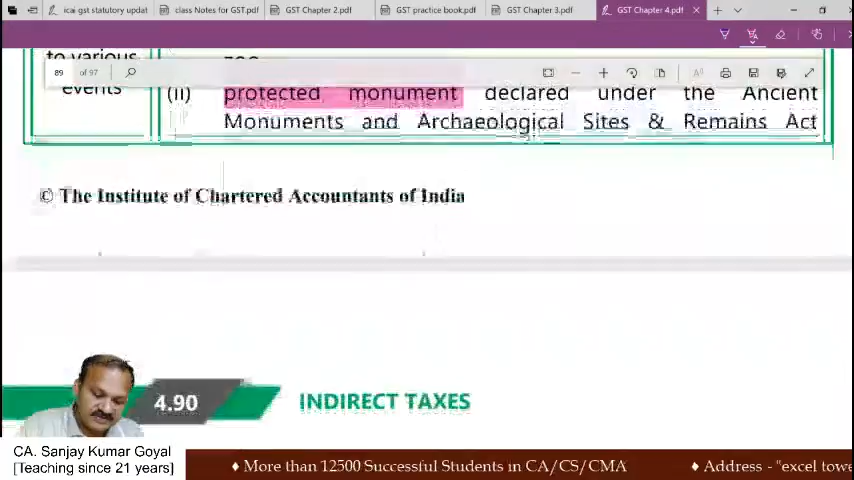 icai gst statutory updat
class Notes for GST.pdf
GST Chapter 2.pdf
GST practice book.pdf
GST Chapter 3.pdf
GST Chapter 4.pdf
89 of 97
to various
events
(ii) protected monument declared under the Ancient
Monuments and Archaeological Sites & Remains Act
© The Institute of Chartered Accountants of India
4.90 INDIRECT TAXES
CA. Sanjay Kumar Goyal
[Teaching since 21 years]
♦ More than 12500 Successful Students in CA/CS/CMA ♦ Address - "excel towe